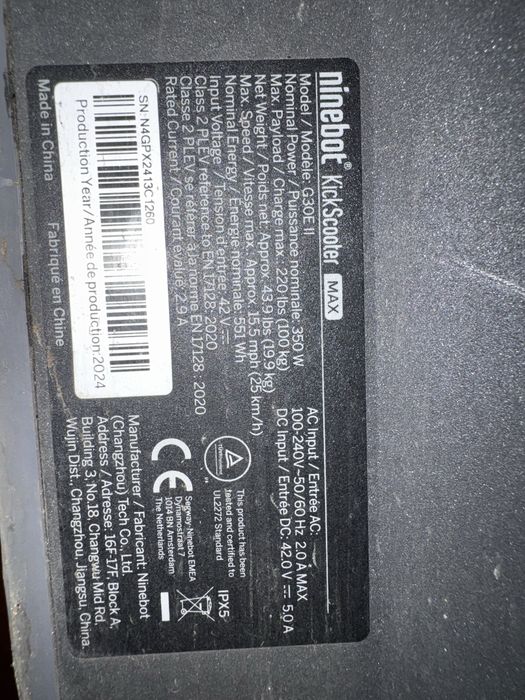 ninebot® KickScooter MAX
Model / Modèle: G30E II
Nominal Power / Puissance nominale: 350 W
Max. Payload / Charge max.: 220 lbs (100 kg)
Net Weight / Poids net: Approx. 43.9 lbs (19.9 kg)
Max. Speed / Vitesse max.: Approx. 15.5 mph (25 km/h)
Nominal Energy / Énergie nominale: 551 Wh
Input Voltage / Tension d'entrée: 42 V⎓
Class 2 PLEV reference to EN 17128: 2020
Classe 2 PLEV se référer à la norme EN 17128: 2020
Rated Current / Courant évalué: 2.9 A
SN:N4GPX2413C1260
Production Year/Année de production:2024
Made in China Fabriqué en Chine
AC Input / Entrée AC:
100-240V~50/60 Hz 2.0 A MAX
DC Input / Entrée DC: 42.0 V⎓ 5.0 A
This product has been
tested and certified to
UL2272 Standard
IPX5
CE
Segway-Ninebot EMEA
Dynamostraat 7
1014 BN Amsterdam
The Netherlands
Manufacturer / Fabricant: Ninebot
(Changzhou) Tech Co., Ltd.
Address / Adresse: 16F-17F, Block A,
Building 3, No.18, Changwu Mid Rd,
Wujin Dist., Changzhou, Jiangsu, China.